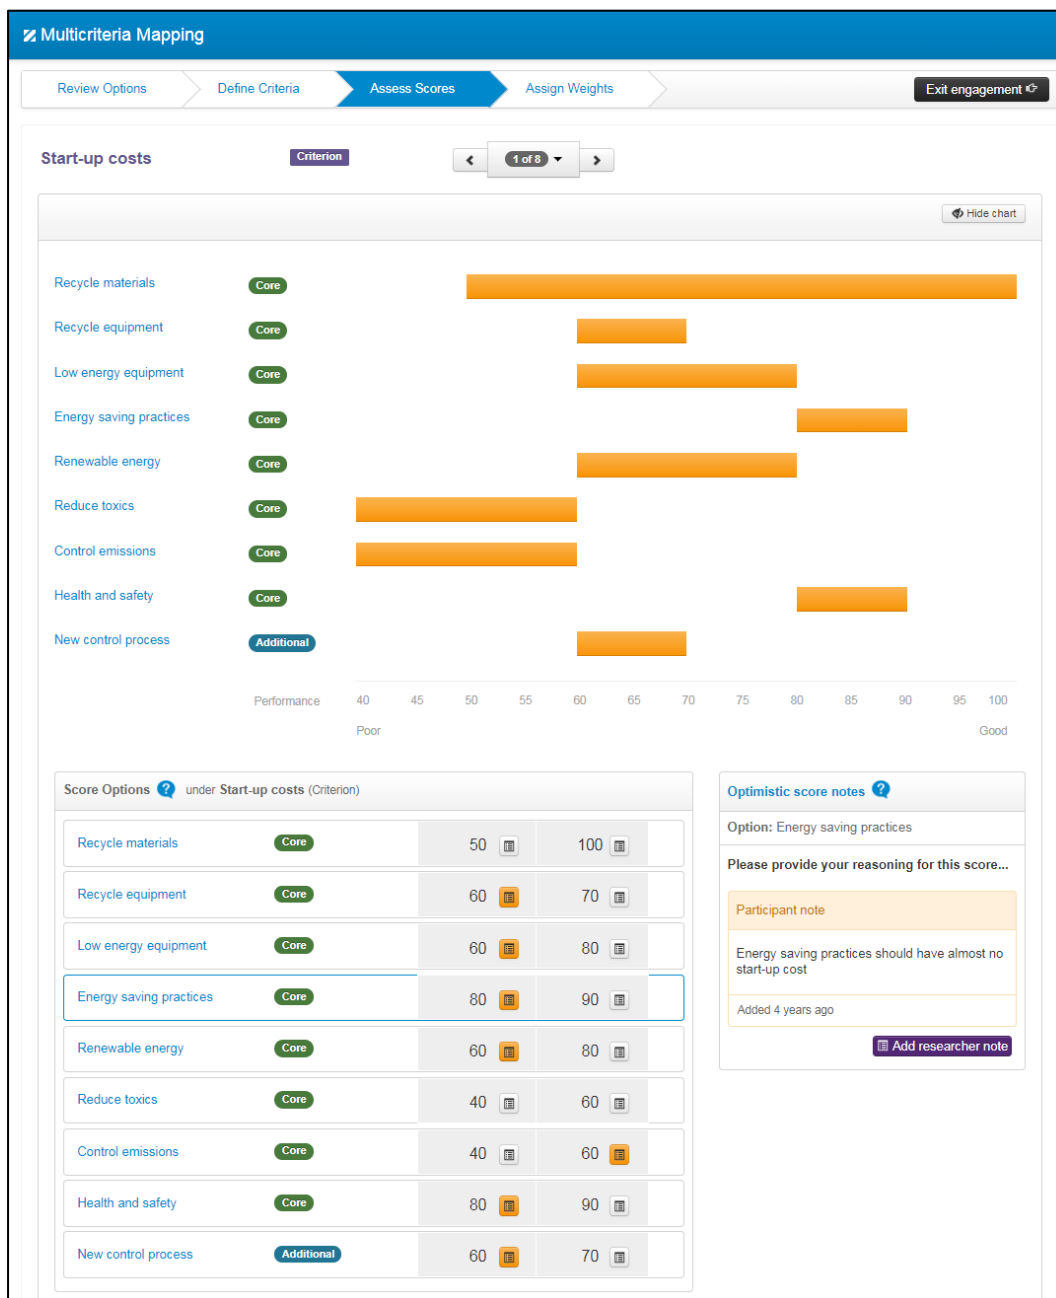 Multicriteria Mapping
Review Options Define Criteria Assess Scores Assign Weights Exit engagement
Start-up costs Criterion 1 of 8
Hide chart
Recycle materials Core
Recycle equipment Core
Low energy equipment Core
Energy saving practices Core
Renewable energy Core
Reduce toxics Core
Control emissions Core
Health and safety Core
New control process Additional
Performance 40 45 50 55 60 65 70 75 80 85 90 95 100
Poor Good
Score Options ? under Start-up costs (Criterion)
Recycle materials Core 50 100
Recycle equipment Core 60 70
Low energy equipment Core 60 80
Energy saving practices Core 80 90
Renewable energy Core 60 80
Reduce toxics Core 40 60
Control emissions Core 40 60
Health and safety Core 80 90
New control process Additional 60 70
Optimistic score notes ?
Option: Energy saving practices
Please provide your reasoning for this score...
Participant note
Energy saving practices should have almost no
start-up cost
Added 4 years ago
Add researcher note